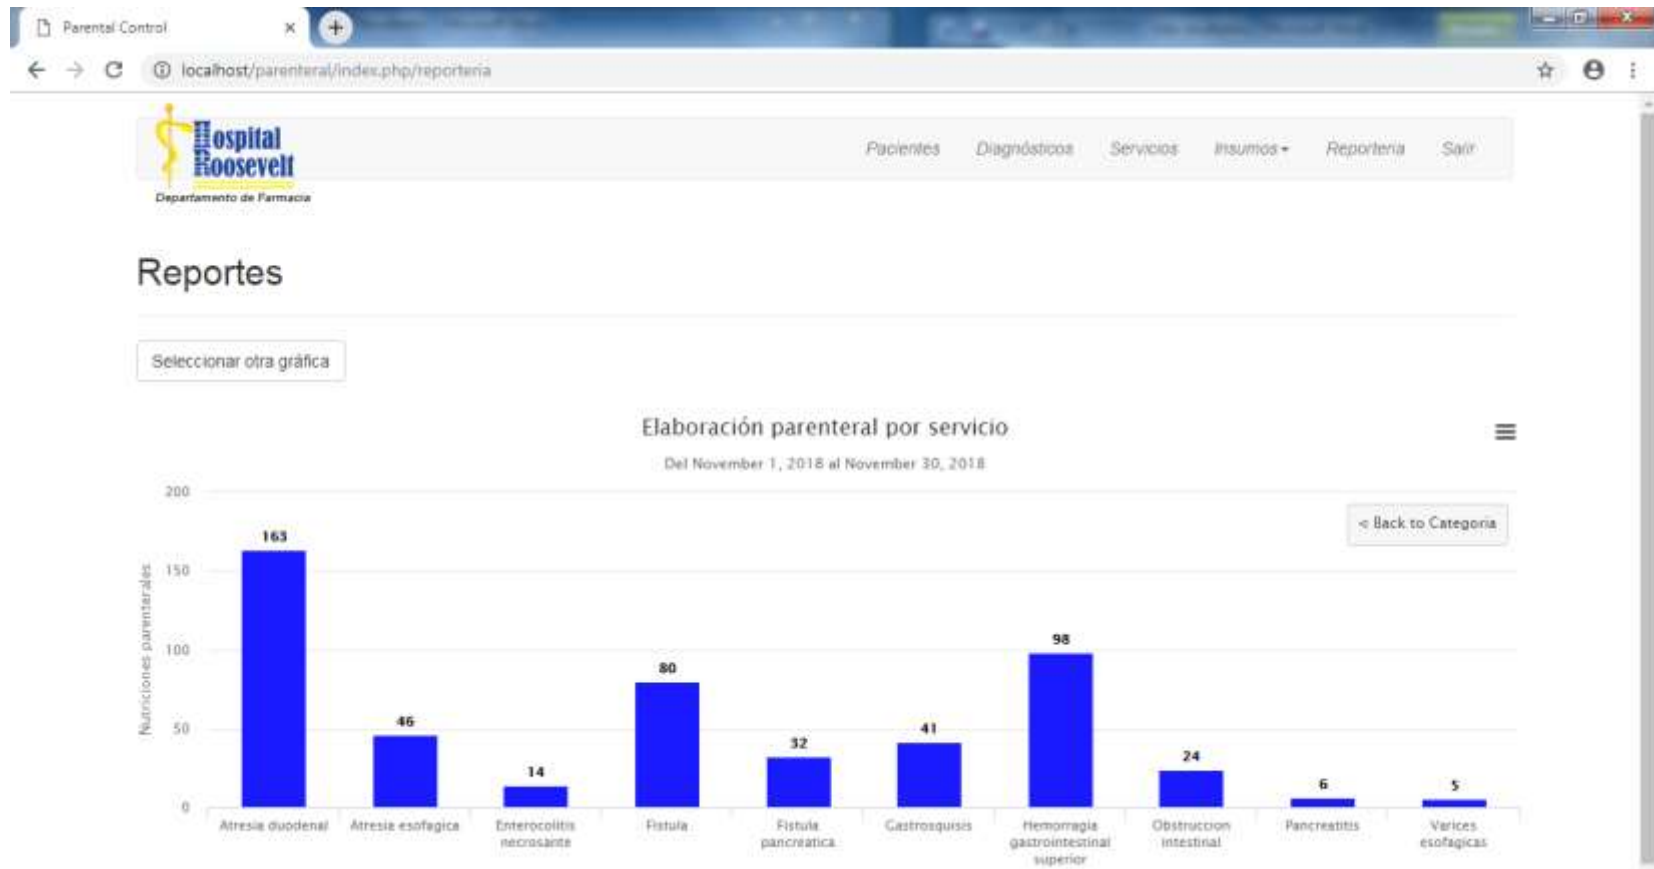 Parental Control
localhost/parenteral/index.php/reporteria
Hospital
Roosevelt
Departamento de Farmacia
Pacientes Diagnósticos Servicios Insumos Reporteria Salir
Reportes
Seleccionar otra gráfica
Elaboración parenteral por servicio
Del November 1, 2018 al November 30, 2018
< Back to Categoria
Nutriciones parenterales
200
150
100
50
0
163
46
14
80
32
41
98
24
6
5
Atresia duodenal
Atresia esofagica
Enterocolitis
necrosante
Fistula
Fistula
pancreatica
Gastrosquisis
Hemorragia
gastrointestinal
superior
Obstruccion
intestinal
Pancreatitis
Varices
esofagicas